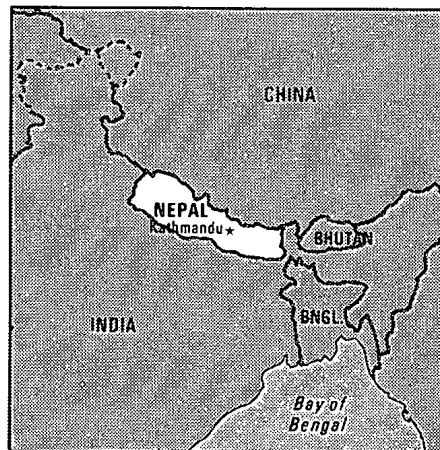 CHINA
NEPAL
Kathmandu
BHUTAN
INDIA
BNGL.
Bay of
Bengal